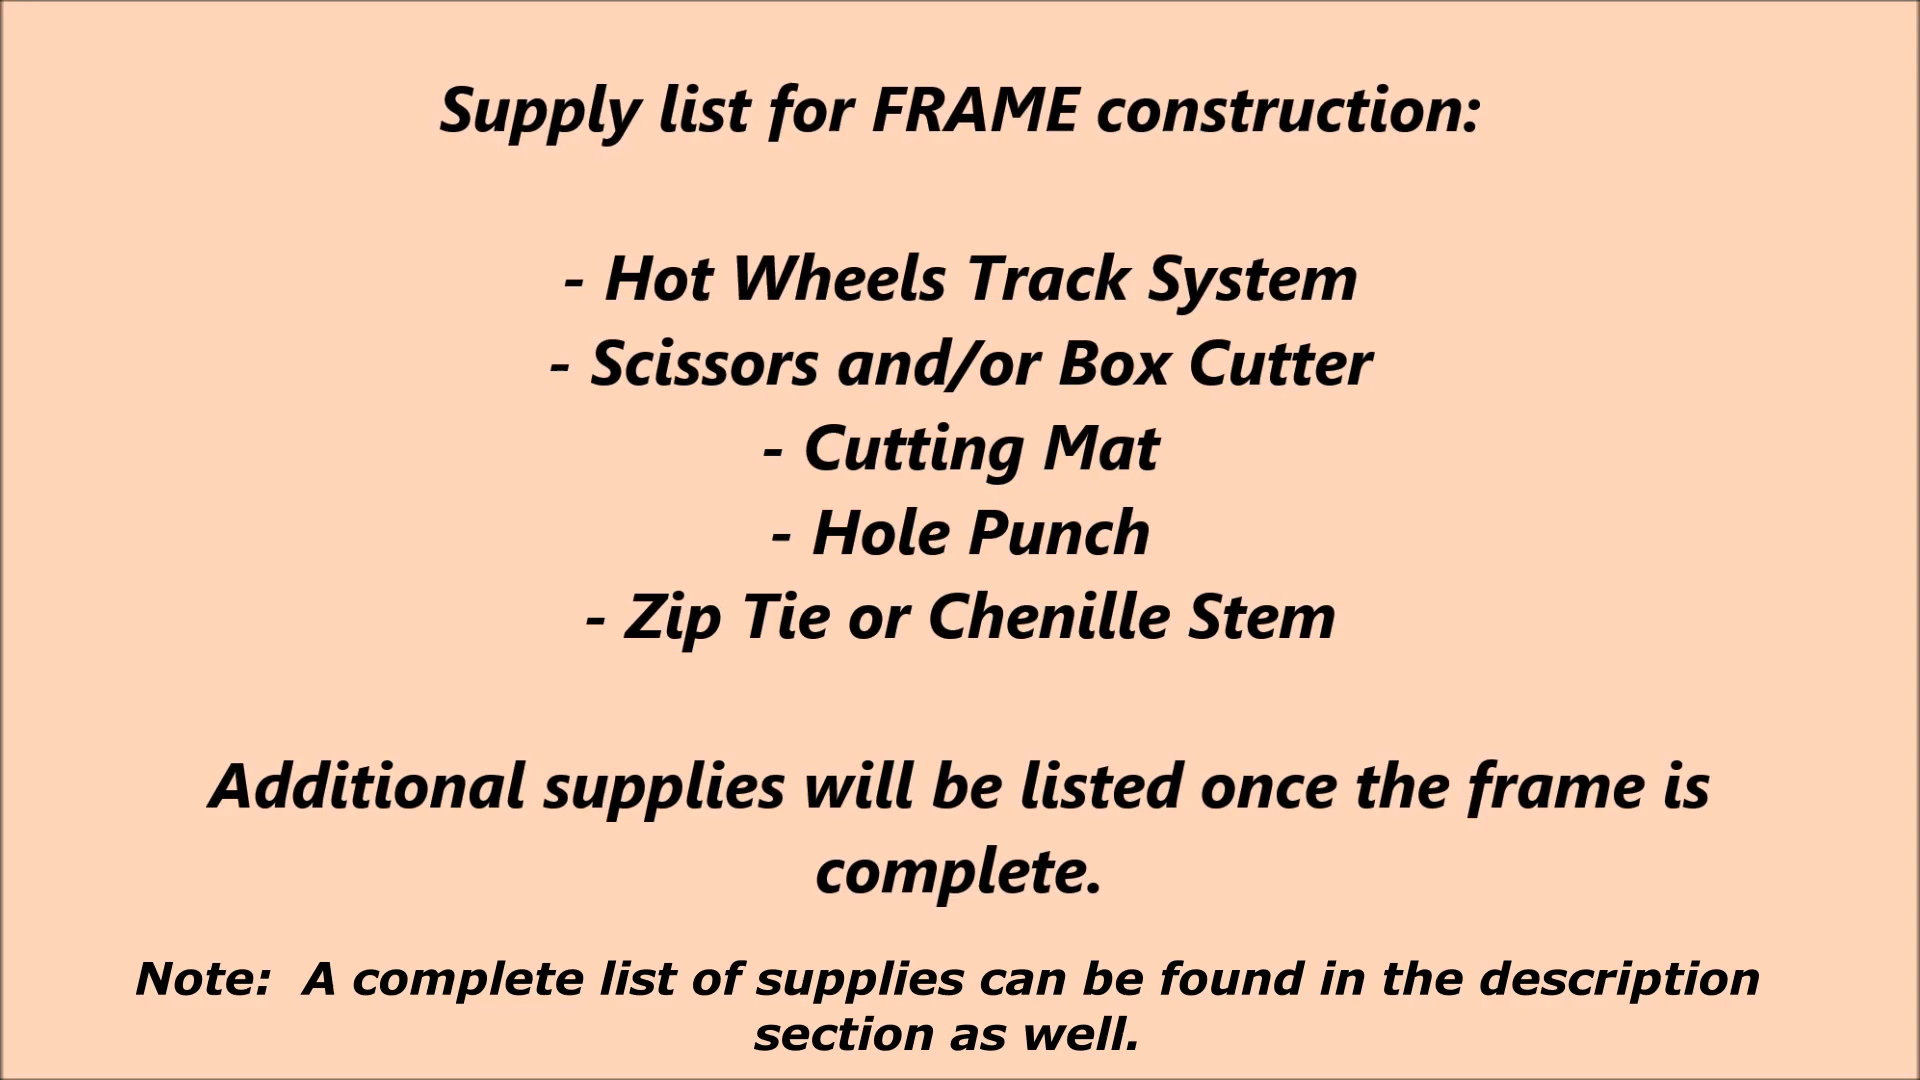 Supply list for FRAME construction:
- Hot Wheels Track System
- Scissors and/or Box Cutter
- Cutting Mat
- Hole Punch
- Zip Tie or Chenille Stem
Additional supplies will be listed once the frame is
complete.
Note:  A complete list of supplies can be found in the description
section as well.